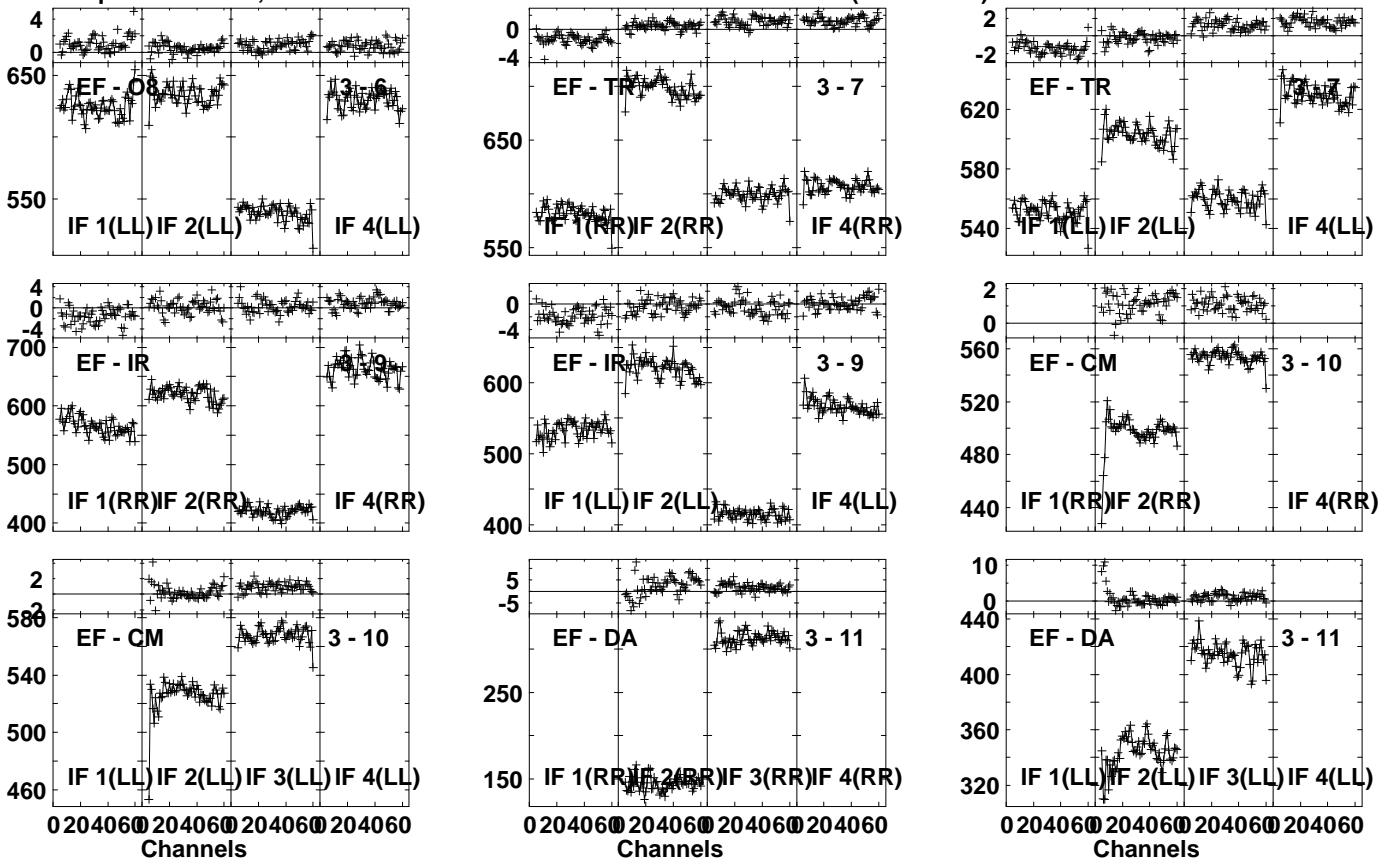 4
2
0
650
550
EF - O8
3 - 6
IF 1(LL) IF 2(LL) IF 4(LL)
0
-4
650
550
EF - TR
3 - 7
IF 1(RR) IF 2(RR) IF 4(RR)
2
-2
620
580
540
EF - TR
3 - 7
IF 1(LL) IF 2(LL) IF 4(LL)
4
0
-4
700
600
500
400
EF - IR
3 - 9
IF 1(RR) IF 2(RR) IF 4(RR)
0
-4
600
500
400
EF - IR
3 - 9
IF 1(LL) IF 2(LL) IF 4(LL)
2
0
560
520
480
440
EF - CM
3 - 10
IF 1(RR) IF 2(RR) IF 4(RR)
2
2
580
540
500
460
EF - CM
3 - 10
IF 1(LL) IF 2(LL) IF 3(LL) IF 4(LL)
5
-5
250
150
EF - DA
3 - 11
IF 1(RR) IF 2(RR) IF 3(RR) IF 4(RR)
10
0
440
400
360
320
EF - DA
3 - 11
IF 1(LL) IF 2(LL) IF 3(LL) IF 4(LL)
0 204060 0 204060 0 204060 0 204060
Channels
0 204060 0 204060 0 204060 0 204060
Channels
0 204060 0 204060 0 204060 0 204060
Channels